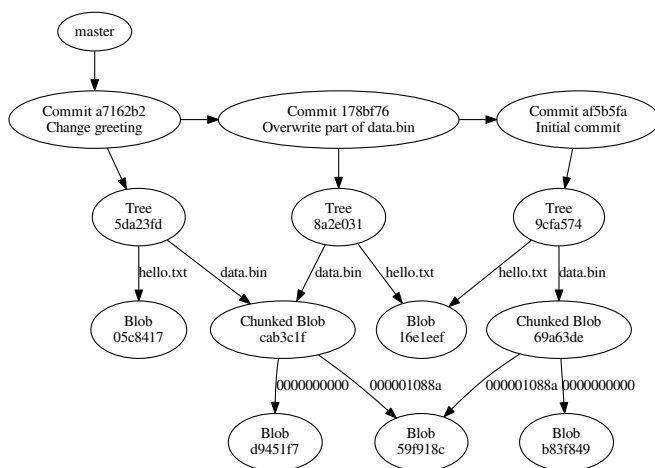 master
Commit a7162b2
Change greeting
Commit 178bf76
Overwrite part of data.bin
Commit af5b5fa
Initial commit
Tree
5da23fd
Tree
8a2e031
Tree
9cfa574
hello.txt
data.bin
data.bin
hello.txt
hello.txt
data.bin
Blob
05c8417
Chunked Blob
cab3c1f
Blob
16e1eef
Chunked Blob
69a63de
0000000000
000001088a
000001088a
0000000000
Blob
d9451f7
Blob
59f918c
Blob
b83f849